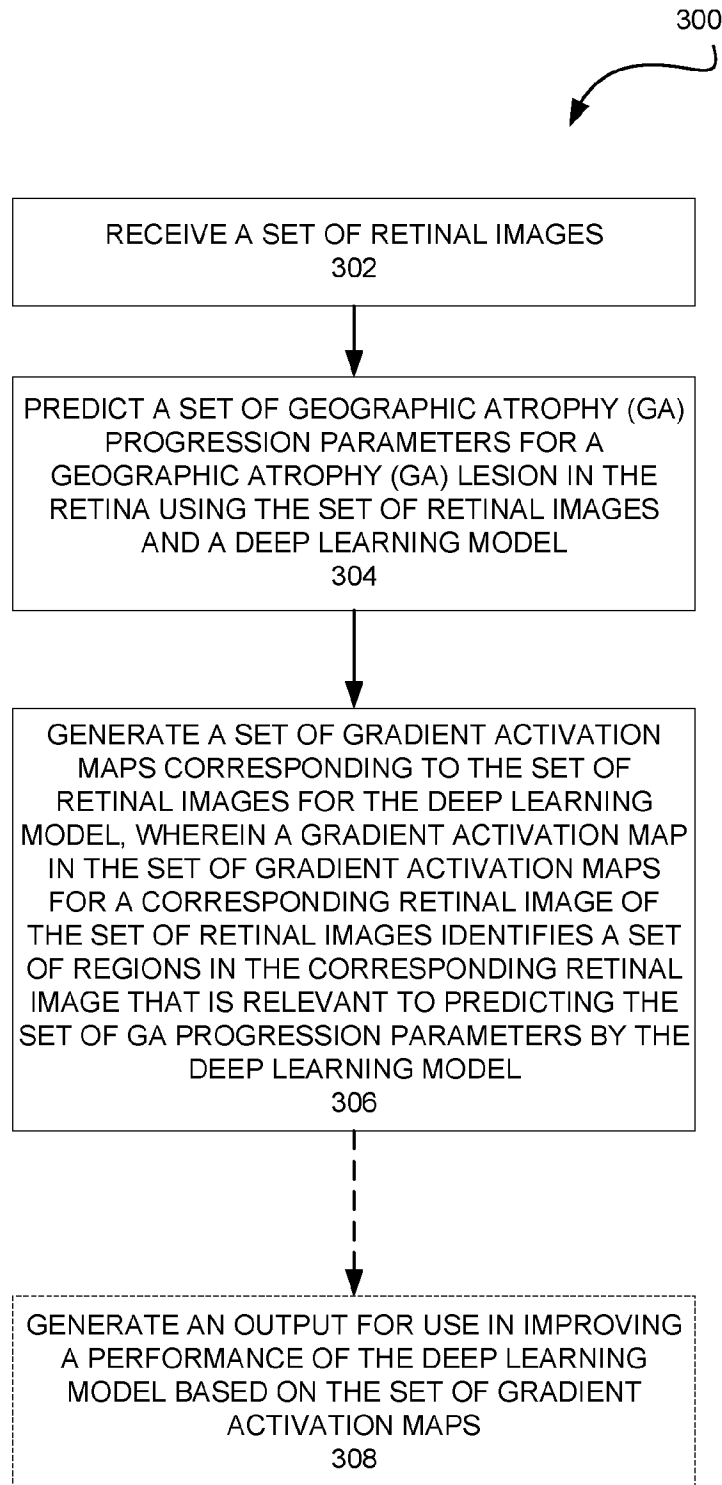 300
RECEIVE A SET OF RETINAL IMAGES
302
PREDICT A SET OF GEOGRAPHIC ATROPHY (GA)
PROGRESSION PARAMETERS FOR A
GEOGRAPHIC ATROPHY (GA) LESION IN THE
RETINA USING THE SET OF RETINAL IMAGES
AND A DEEP LEARNING MODEL
304
GENERATE A SET OF GRADIENT ACTIVATION
MAPS CORRESPONDING TO THE SET OF
RETINAL IMAGES FOR THE DEEP LEARNING
MODEL, WHEREIN A GRADIENT ACTIVATION MAP
IN THE SET OF GRADIENT ACTIVATION MAPS
FOR A CORRESPONDING RETINAL IMAGE OF
THE SET OF RETINAL IMAGES IDENTIFIES A SET
OF REGIONS IN THE CORRESPONDING RETINAL
IMAGE THAT IS RELEVANT TO PREDICTING THE
SET OF GA PROGRESSION PARAMETERS BY THE
DEEP LEARNING MODEL
306
GENERATE AN OUTPUT FOR USE IN IMPROVING
A PERFORMANCE OF THE DEEP LEARNING
MODEL BASED ON THE SET OF GRADIENT
ACTIVATION MAPS
308